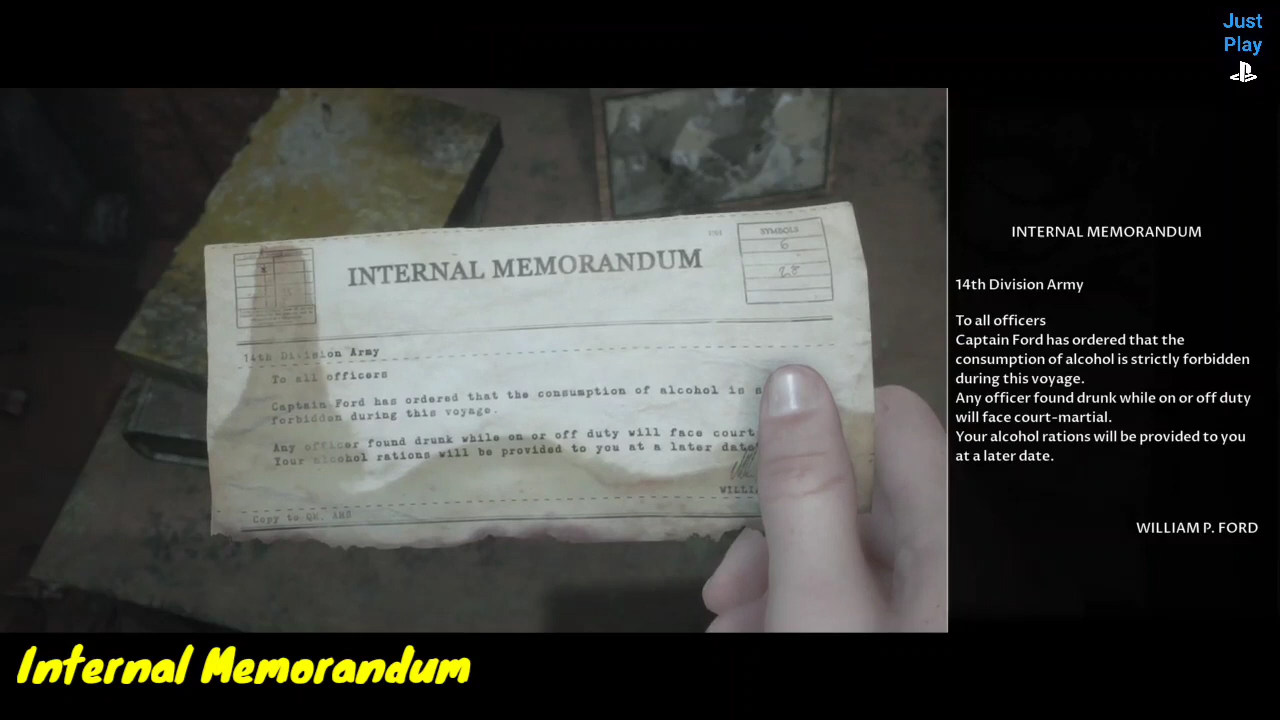 Just
Play
INTERNAL MEMORANDUM
SYMBOLS
6
14th Division Army
To all officers
Captain Ford has ordered that the consumption of alcohol is s
forbidden during this voyage.
Any officer found drunk while on or off duty will face court
Your alcohol rations will be provided to you at a later date
WILLI
Copy to
INTERNAL MEMORANDUM
14th Division Army
To all officers
Captain Ford has ordered that the
consumption of alcohol is strictly forbidden
during this voyage.
Any officer found drunk while on or off duty
will face court-martial.
Your alcohol rations will be provided to you
at a later date.
WILLIAM P. FORD
Internal Memorandum